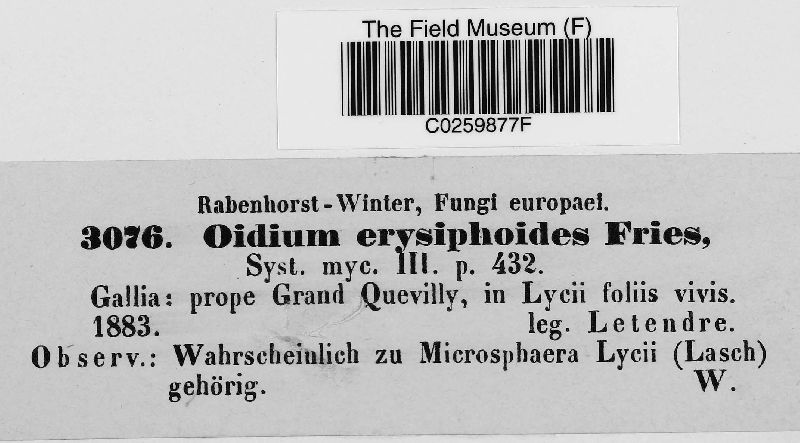 The Field Museum (F)
C0259877F
Rabenhorst-Winter, Fungi europaei.
3076. Oidium erysiphoides Fries,
Syst. myc. III. p. 432.
Gallia: prope Grand Quevilly, in Lycii foliis vivis.
1883. leg. Letendre.
Observ.: Wahrscheinlich zu Microsphaera Lycii (Lasch)
gehörig. W.